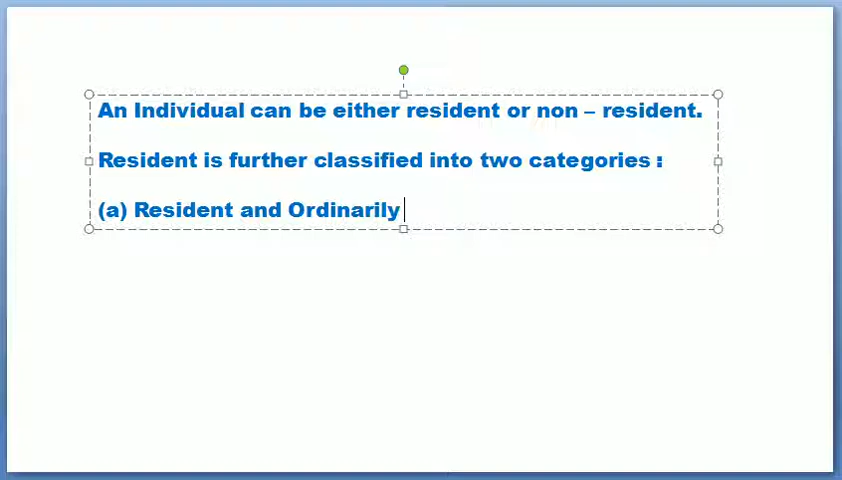 An Individual can be either resident or non – resident.
Resident is further classified into two categories :
(a) Resident and Ordinarily